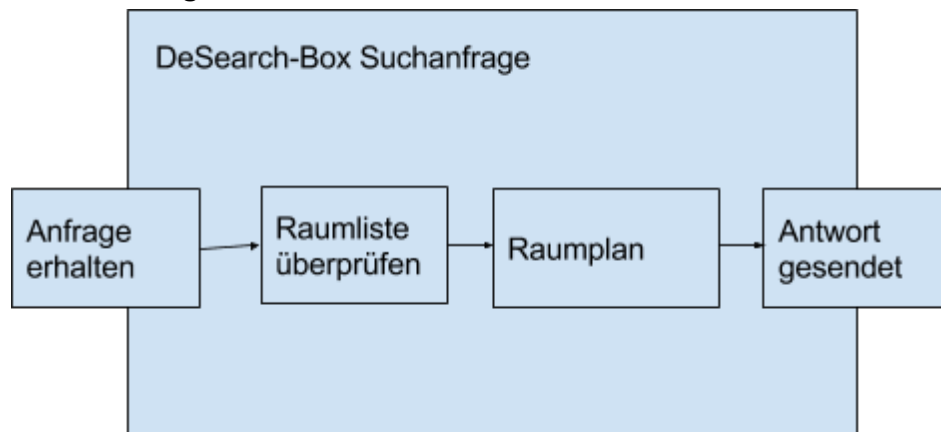 DeSearch-Box Suchanfrage
Anfrage
erhalten
Raumliste
überprüfen
Raumplan
Antwort
gesendet